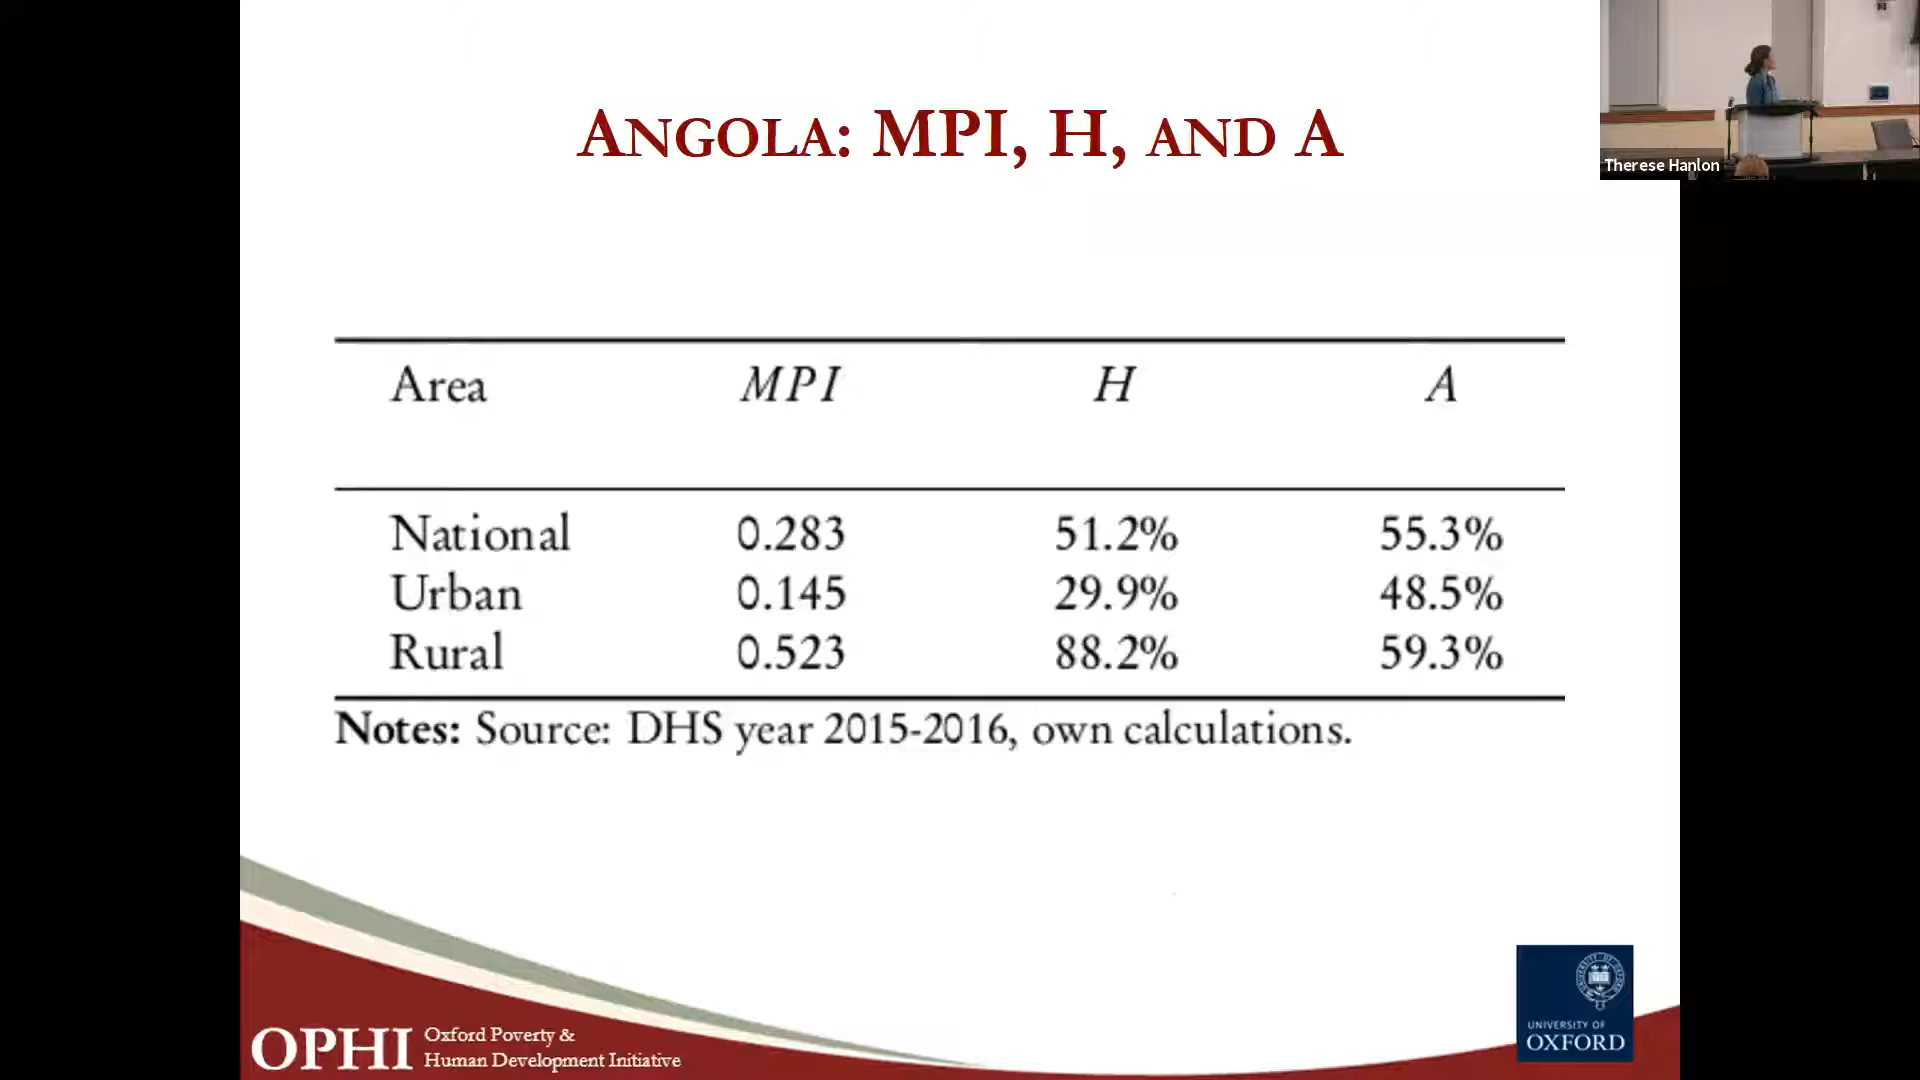 ANGOLA: MPI, H, AND A
Therese Hanlon
Area MPI H A
National 0.283 51.2% 55.3%
Urban 0.145 29.9% 48.5%
Rural 0.523 88.2% 59.3%
Notes: Source: DHS year 2015-2016, own calculations.
OPHI Oxford Poverty &
Human Development Initiative
UNIVERSITY OF
OXFORD